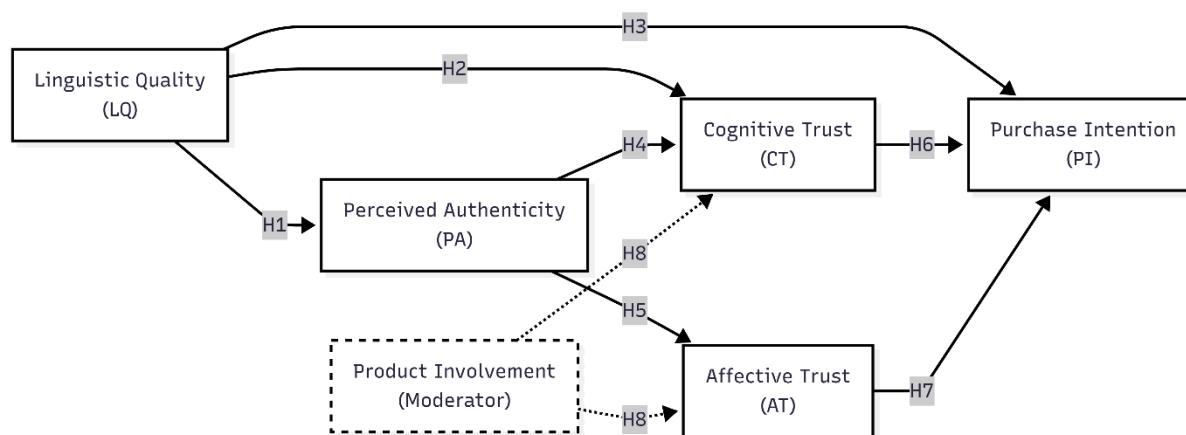 H3
Linguistic Quality
(LQ)
H2
Cognitive Trust
(CT)
Purchase Intention
(PI)
H4
H6
Perceived Authenticity
(PA)
H1
H8
H5
Product Involvement
(Moderator)
H8
Affective Trust
(AT)
H7